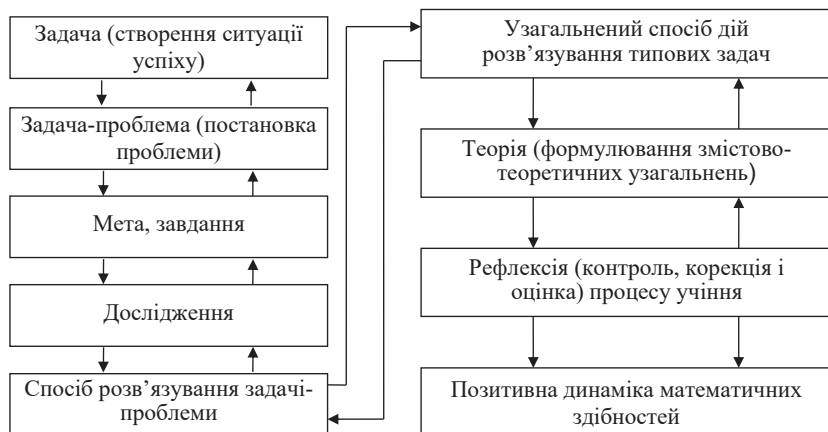 Задача (створення ситуації
успіху)
Задача-проблема (постановка
проблеми)
Мета, завдання
Дослідження
Спосіб розв’язування задачі-
проблеми
Узагальнений спосіб дій
розв’язування типових задач
Теорія (формулювання змістово-
теоретичних узагальнень)
Рефлексія (контроль, корекція і
оцінка) процесу учіння
Позитивна динаміка математичних
здібностей